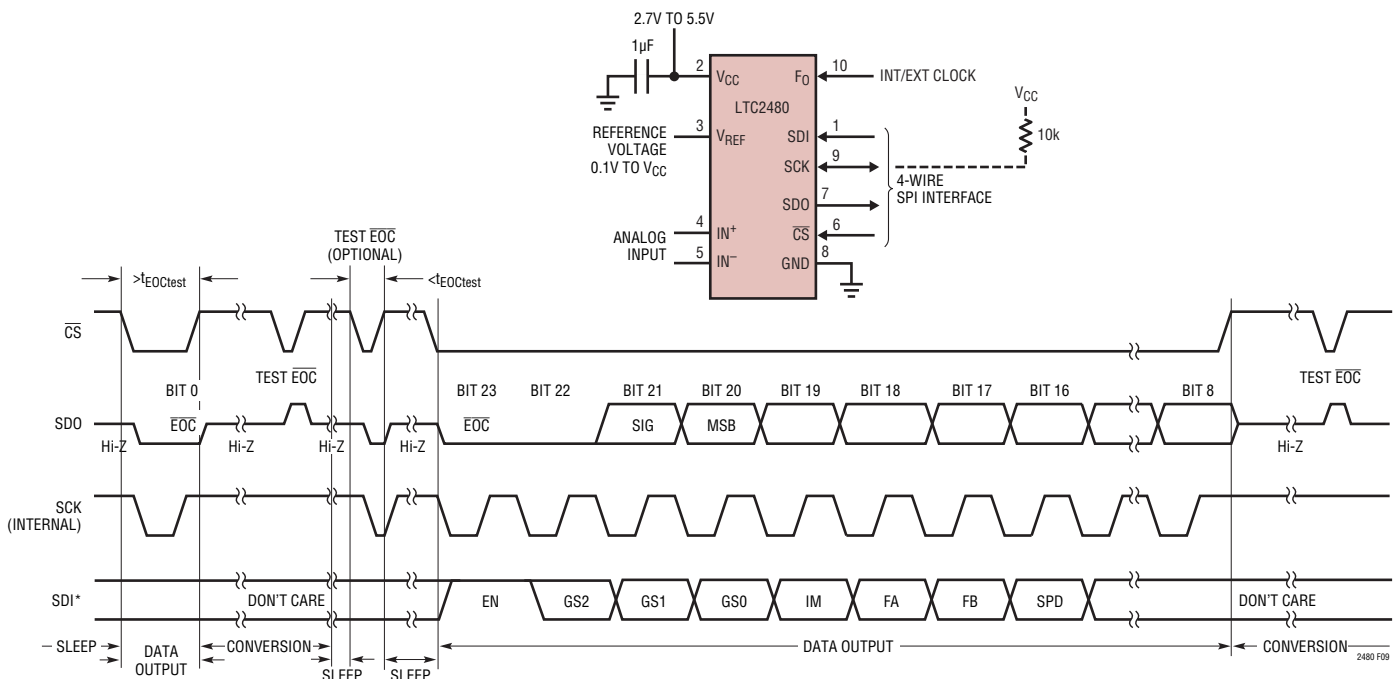 2.7V TO 5.5V
1µF
2
VCC
FO
10
INT/EXT CLOCK
LTC2480
VCC
10k
REFERENCE
VOLTAGE
0.1V TO VCC
3
VREF
SDI
1
SCK
9
SDO
7
4-WIRE
SPI INTERFACE
ANALOG
INPUT
4
IN+
5
IN–
CS
6
GND
8
TEST EOC
(OPTIONAL)
>tEOCtest
<tEOCtest
CS
TEST EOC
TEST EOC
BIT 0
BIT 23
BIT 22
BIT 21
BIT 20
BIT 19
BIT 18
BIT 17
BIT 16
BIT 8
SDO
EOC
EOC
SIG
MSB
Hi-Z
Hi-Z
Hi-Z
Hi-Z
Hi-Z
SCK
(INTERNAL)
SDI*
DON'T CARE
EN
GS2
GS1
GS0
IM
FA
FB
SPD
DON'T CARE
SLEEP
DATA
OUTPUT
CONVERSION
SLEEP
SLEEP
DATA OUTPUT
CONVERSION
2480 F09